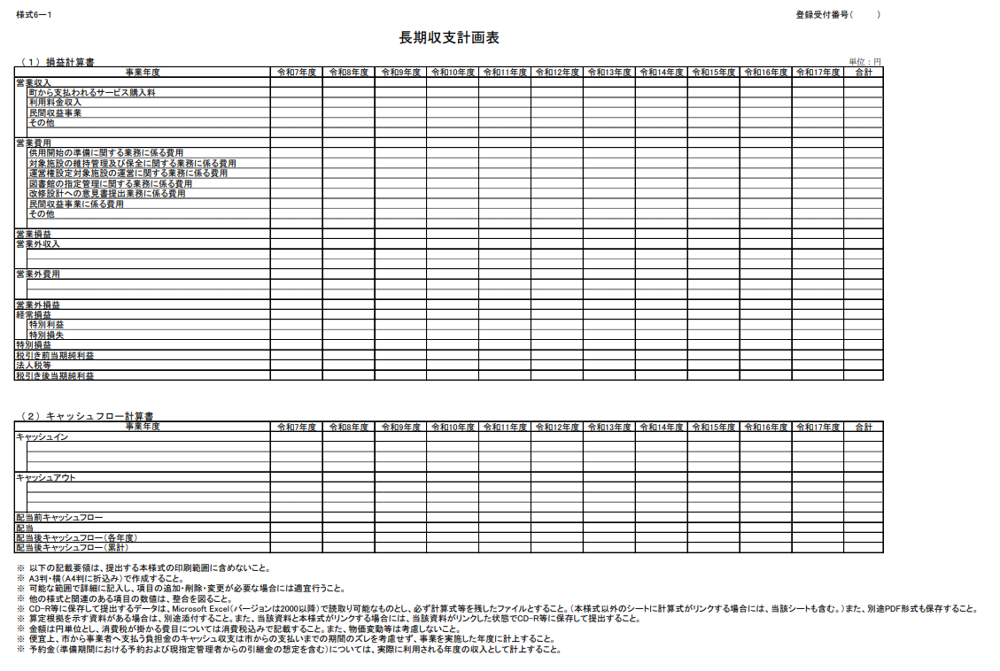 様式6－1
登録受付番号（　　）
長期収支計画表
（１）損益計算書
単位：円
事業年度 令和7年度 令和8年度 令和9年度 令和10年度 令和11年度 令和12年度 令和13年度 令和14年度 令和15年度 令和16年度 令和17年度 合計
営業収入
町から支払われるサービス購入料
利用料金収入
民間収益事業
その他
営業費用
供用開始の準備に関する業務に係る費用
対象施設の維持管理及び保全に関する業務に係る費用
運営権設定対象施設の運営に関する業務に係る費用
図書館の指定管理に関する業務に係る費用
改修設計への意見書提出業務に係る費用
民間収益事業に係る費用
その他
営業損益
営業外収入
営業外費用
営業外損益
経常損益
特別利益
特別損失
特別損益
税引き前当期純利益
法人税等
税引き後当期純利益
（２）キャッシュフロー計算書
事業年度 令和7年度 令和8年度 令和9年度 令和10年度 令和11年度 令和12年度 令和13年度 令和14年度 令和15年度 令和16年度 令和17年度 合計
キャッシュイン
キャッシュアウト
配当前キャッシュフロー
配当
配当後キャッシュフロー（各年度）
配当後キャッシュフロー（累計）
※ 以下の記載要領は、提出する本様式の印刷範囲に含めないこと。
※ A3判・横（A4判に折込み）で作成すること。
※ 可能な範囲で詳細に記入し、項目の追加・削除・変更が必要な場合には適宜行うこと。
※ 他の様式と関連のある項目の数値は、整合を図ること。
※ CD-R等に保存して提出するデータは、Microsoft Excel（バージョンは2000以降）で読取り可能なものとし、必ず計算式等を残したファイルとすること。（本様式以外のシートに計算式がリンクする場合には、当該シートも含む。）また、別途PDF形式も保存すること。
※ 算定根拠を示す資料がある場合は、別途添付すること。また、当該資料と本様式がリンクする場合には、当該資料がリンクした状態でCD-R等に保存して提出すること。
※ 金額は円単位とし、消費税が掛かる費目については消費税込みで記載すること。また、物価変動等は考慮しないこと。
※ 便宜上、市から事業者へ支払う負担金のキャッシュ収支は市からの支払いまでの期間のズレを考慮せず、事業を実施した年度に計上すること。
※ 予約金（準備期間における予約および現指定管理者からの引継金の想定を含む）については、実際に利用される年度の収入として計上すること。